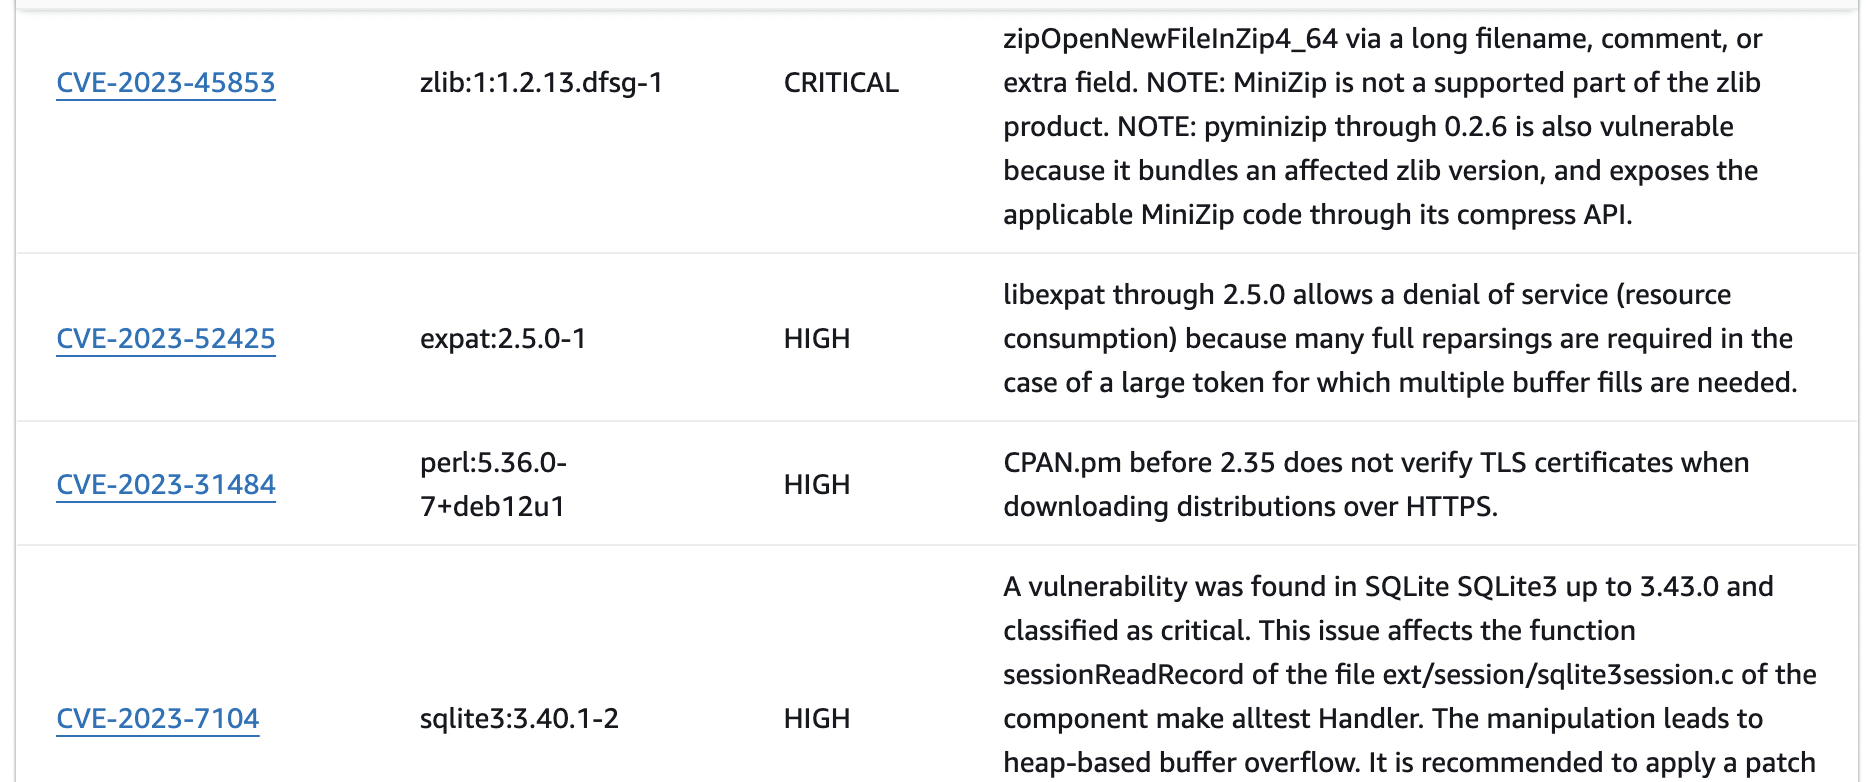 zipOpenNewFileInZip4_64 via a long filename, comment, or
CVE-2023-45853 zlib:1:1.2.13.dfsg-1 CRITICAL extra field. NOTE: MiniZip is not a supported part of the zlib
product. NOTE: pyminizip through 0.2.6 is also vulnerable
because it bundles an affected zlib version, and exposes the
applicable MiniZip code through its compress API.
libexpat through 2.5.0 allows a denial of service (resource
CVE-2023-52425 expat:2.5.0-1 HIGH consumption) because many full reparsings are required in the
case of a large token for which multiple buffer fills are needed.
perl:5.36.0- CPAN.pm before 2.35 does not verify TLS certificates when
CVE-2023-31484 HIGH
7+deb12u1 downloading distributions over HTTPS.
A vulnerability was found in SQLite SQLite3 up to 3.43.0 and
classified as critical. This issue affects the function
sessionReadRecord of the file ext/session/sqlite3session.c of the
CVE-2023-7104 sqlite3:3.40.1-2 HIGH component make alltest Handler. The manipulation leads to
heap-based buffer overflow. It is recommended to apply a patch